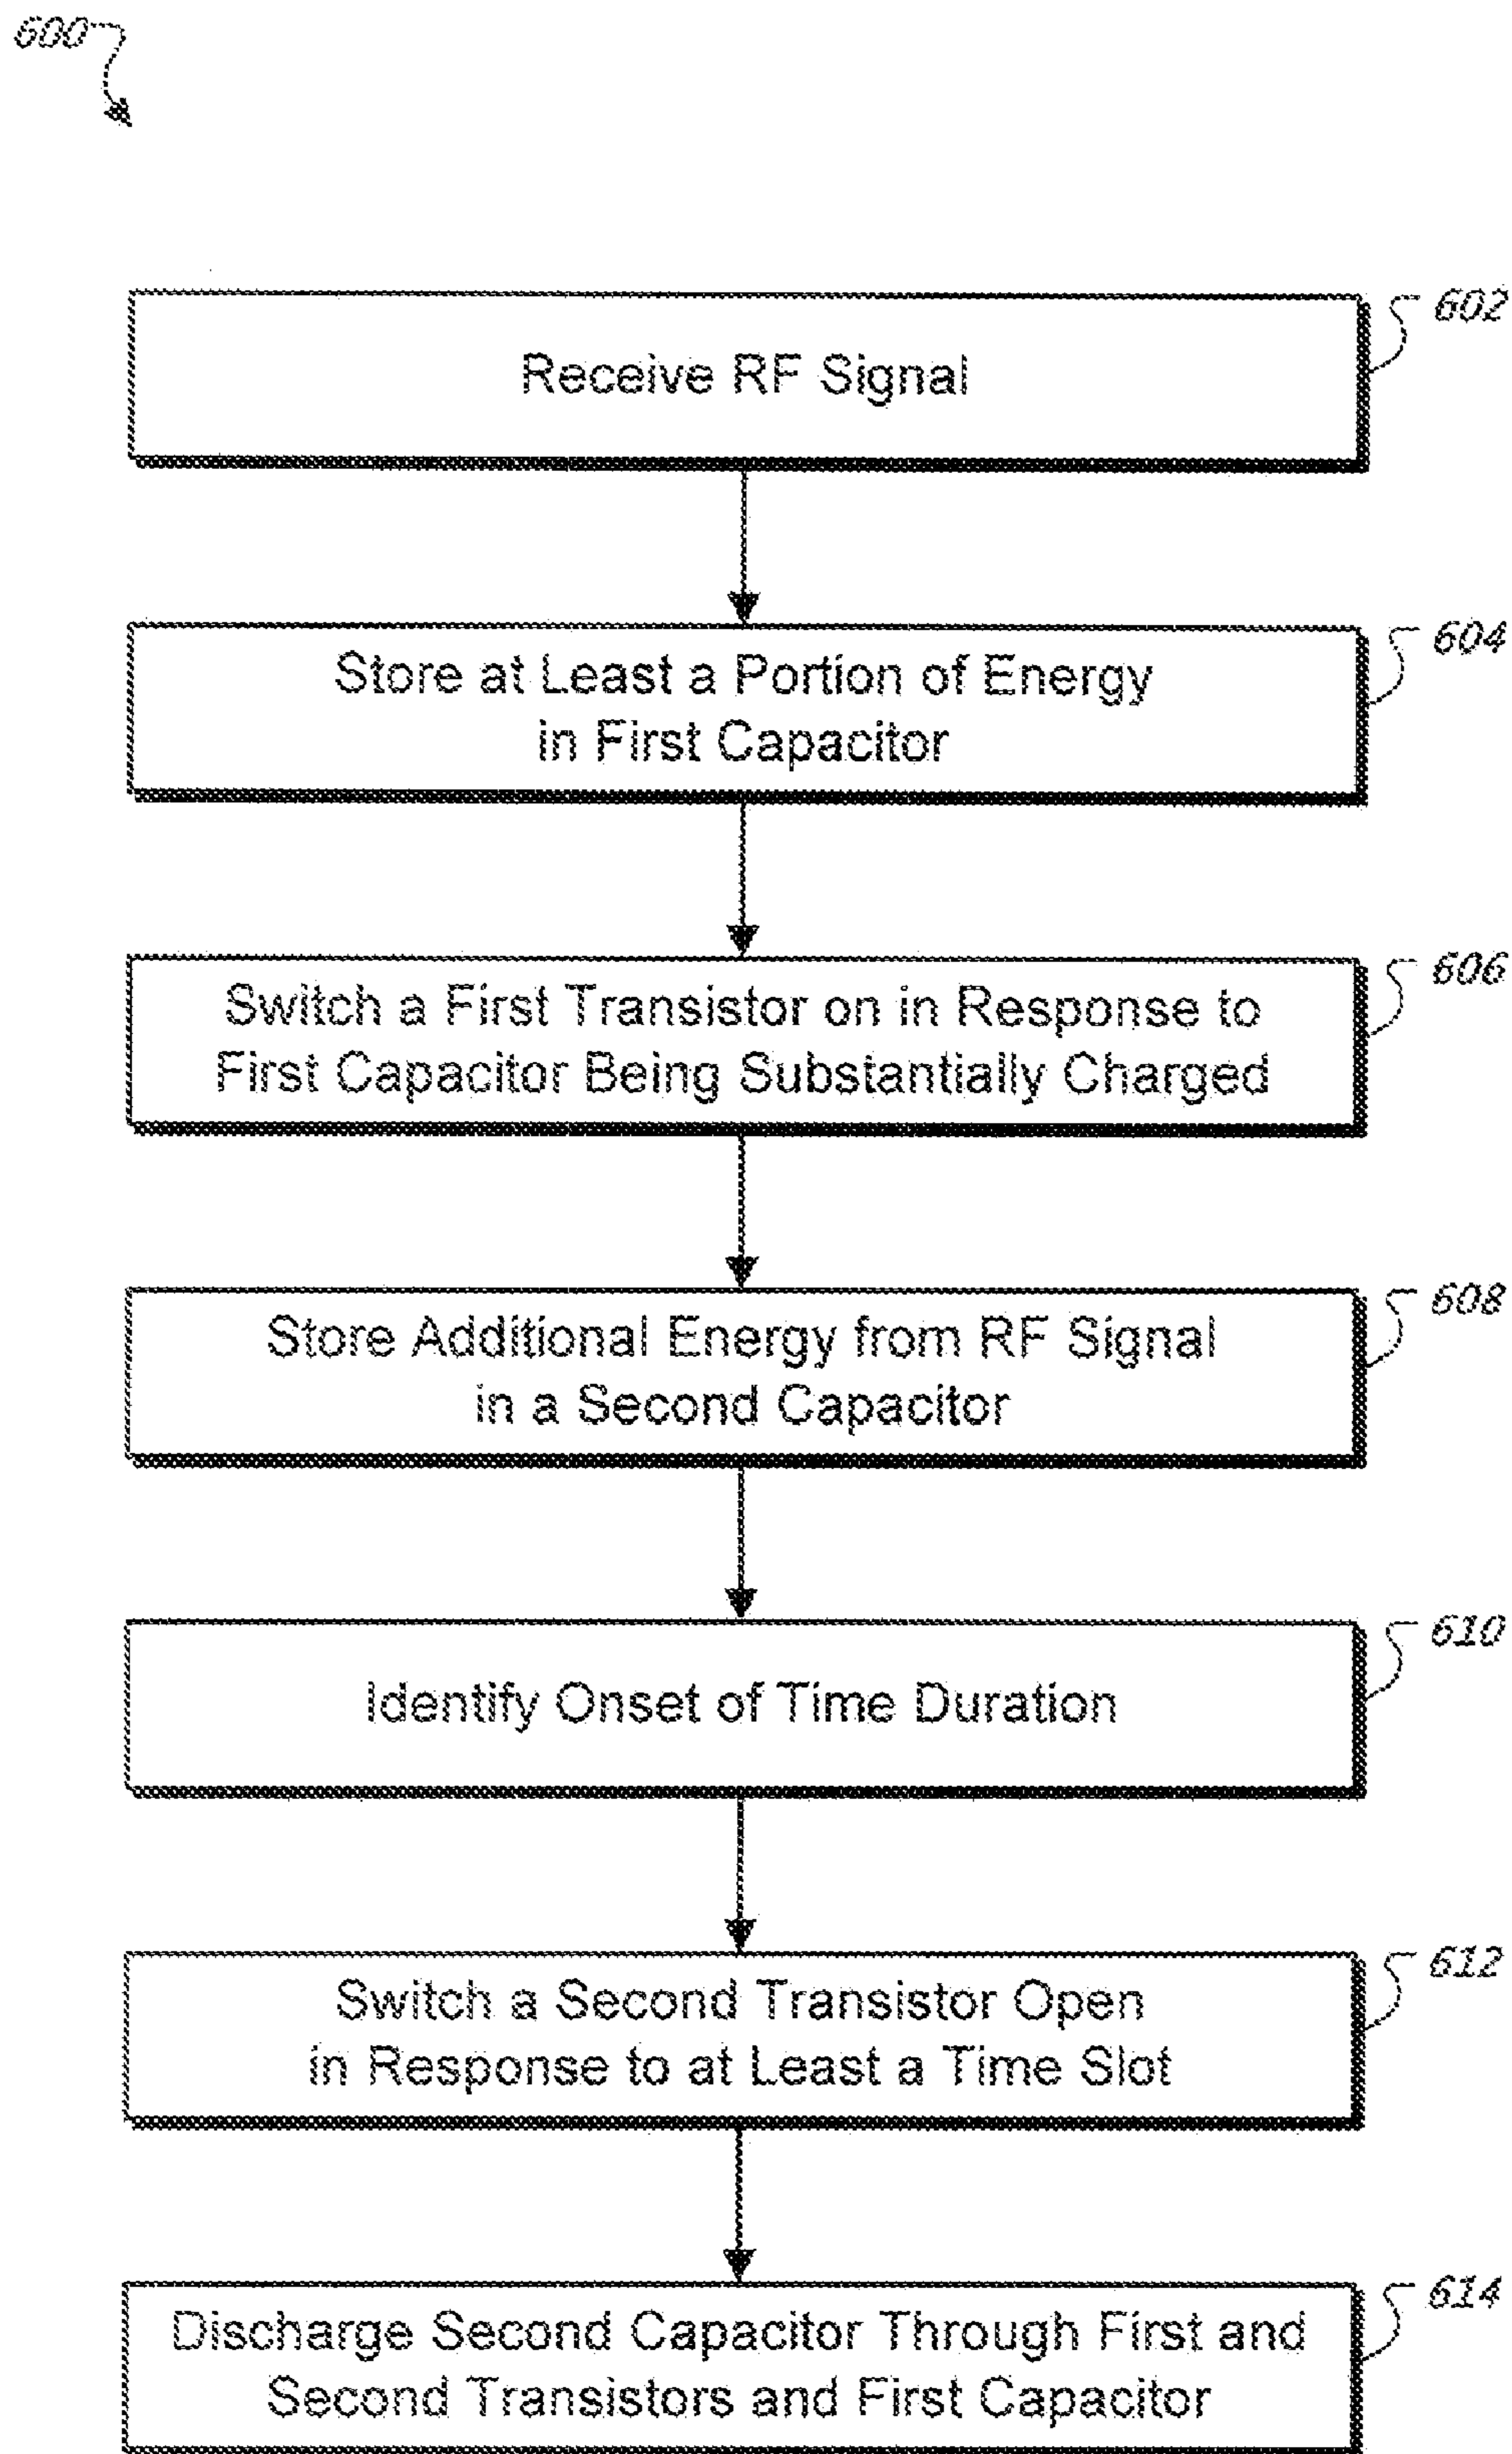 600
Receive RF Signal
602
Store at Least a Portion of Energy
in First Capacitor
604
Switch a First Transistor on in Response to
First Capacitor Being Substantially Charged
606
Store Additional Energy from RF Signal
in a Second Capacitor
608
Identify Onset of Time Duration
610
Switch a Second Transistor Open
in Response to at Least a Time Slot
612
Discharge Second Capacitor Through First and
Second Transistors and First Capacitor
614